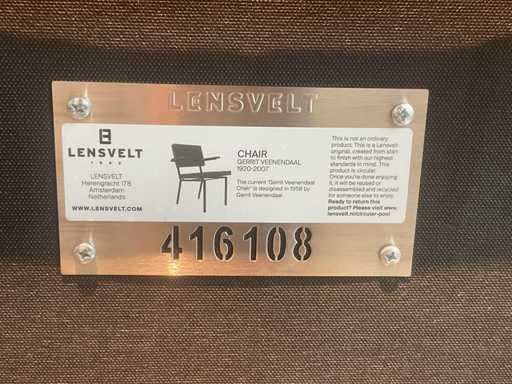 LENSVELT
LENSVELT
LENSVELT
Herengracht 178
Amsterdam
Netherlands
WWW.LENSVELT.COM
CHAIR
GERRIT VEENENDAAL
1920-2007
The current 'Gerrit Veenendaal
Chair' is designed in 1958 by
Gerrit Veenendaal.
This is not an ordinary
product. This is a Lensvelt
original, created from start
to finish with our highest
standards in mind. This
product is circular.
Once you're done enjoying
it, it will be reused or
disassembled and recycled
for someone else to enjoy.
Ready to return this
product? Please visit www.
lensvelt.nl/circular-pool
416108